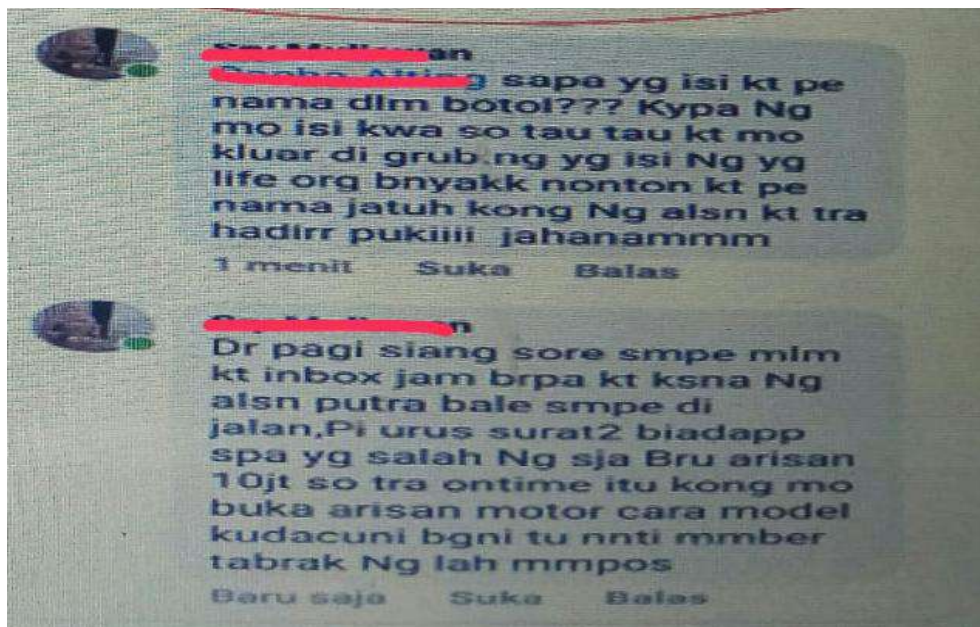 g sapa yg isi kt pe
nama dlm botol??? Kypa Ng
mo isi kwa so tau tau kt mo
kluar di grub.ng yg isi Ng yg
life org bnyakk nonton kt pe
nama jatuh kong Ng alsn kt tra
hadirr pukiiii jahanammm
1 menit Suka Balas
Dr pagi siang sore smpe mlm
kt inbox jam brpa kt ksna Ng
alsn putra bale smpe di
jalan,Pi urus surat2 biadapp
spa yg salah Ng sja Bru arisan
10jt so tra ontime itu kong mo
buka arisan motor cara model
kudacuni bgni tu nnti mmber
tabrak Ng lah mmpos
Baru saja Suka Balas